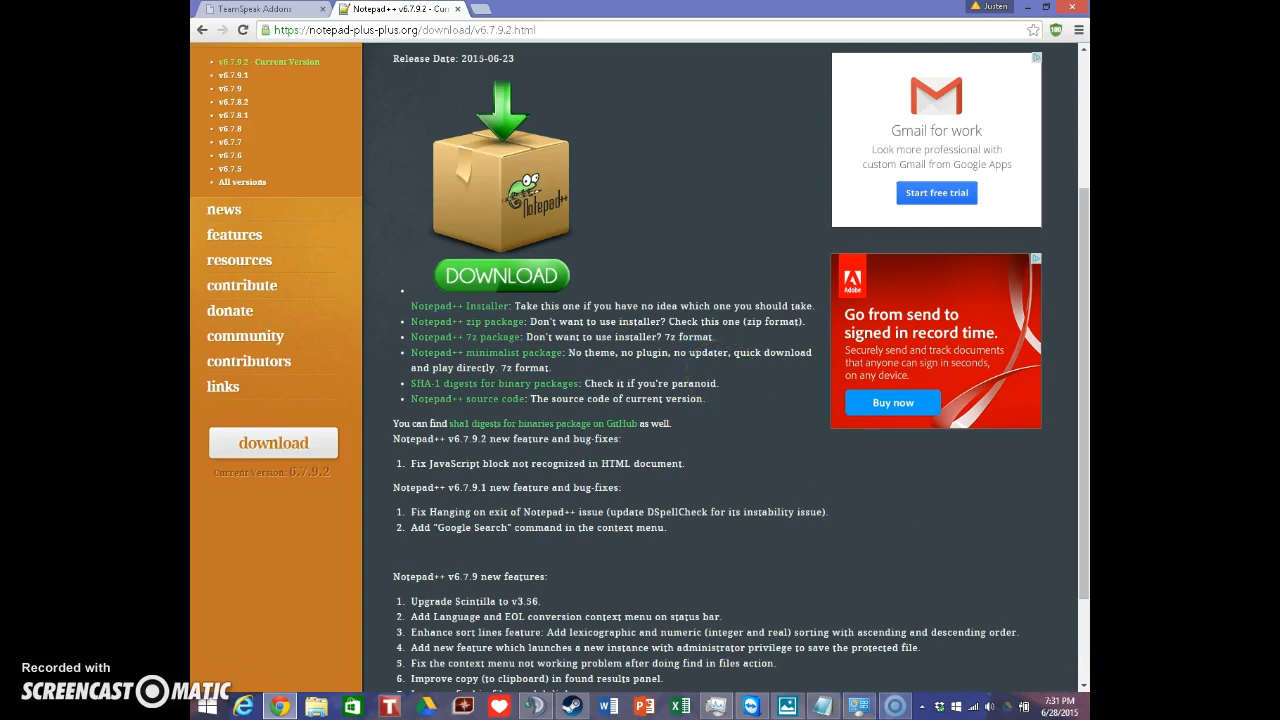 TeamSpeak Addons
Notepad++ v6.7.9.2 - Curr
Justen
https://notepad-plus-plus.org/download/v6.7.9.2.html
v6.7.9.2 - Current Version
v6.7.9.1
v6.7.9
v6.7.8.2
v6.7.8.1
v6.7.8
v6.7.7
v6.7.6
v6.7.5
All versions
news
features
resources
contribute
donate
community
contributors
links
download
Current Version: 6.7.9.2
Release Date: 2015-06-23
Notepad++
DOWNLOAD
Notepad++ Installer: Take this one if you have no idea which one you should take.
Notepad++ zip package: Don't want to use installer? Check this one (zip format).
Notepad++ 7z package: Don't want to use installer? 7z format.
Notepad++ minimalist package: No theme, no plugin, no updater, quick download
and play directly. 7z format.
SHA-1 digests for binary packages: Check it if you're paranoid.
Notepad++ source code: The source code of current version.
You can find sha1 digests for binaries package on GitHub as well.
Notepad++ v6.7.9.2 new feature and bug-fixes:
1. Fix JavaScript block not recognized in HTML document.
Notepad++ v6.7.9.1 new feature and bug-fixes:
1. Fix Hanging on exit of Notepad++ issue (update DSpellCheck for its instability issue).
2. Add "Google Search" command in the context menu.
Notepad++ v6.7.9 new features:
1. Upgrade Scintilla to v3.56.
2. Add Language and EOL conversion context menu on status bar.
3. Enhance sort lines feature: Add lexicographic and numeric (integer and real) sorting with ascending and descending order.
4. Add new feature which launches a new instance with administrator privilege to save the protected file.
5. Fix the context menu not working problem after doing find in files action.
6. Improve copy (to clipboard) in found results panel.
Gmail for work
Look more professional with
custom Gmail from Google Apps
Start free trial
Adobe
Go from send to
signed in record time.
Securely send and track documents
that anyone can sign in seconds,
on any device.
Buy now
Recorded with
SCREENCAST O MATIC
7:31 PM
6/28/2015